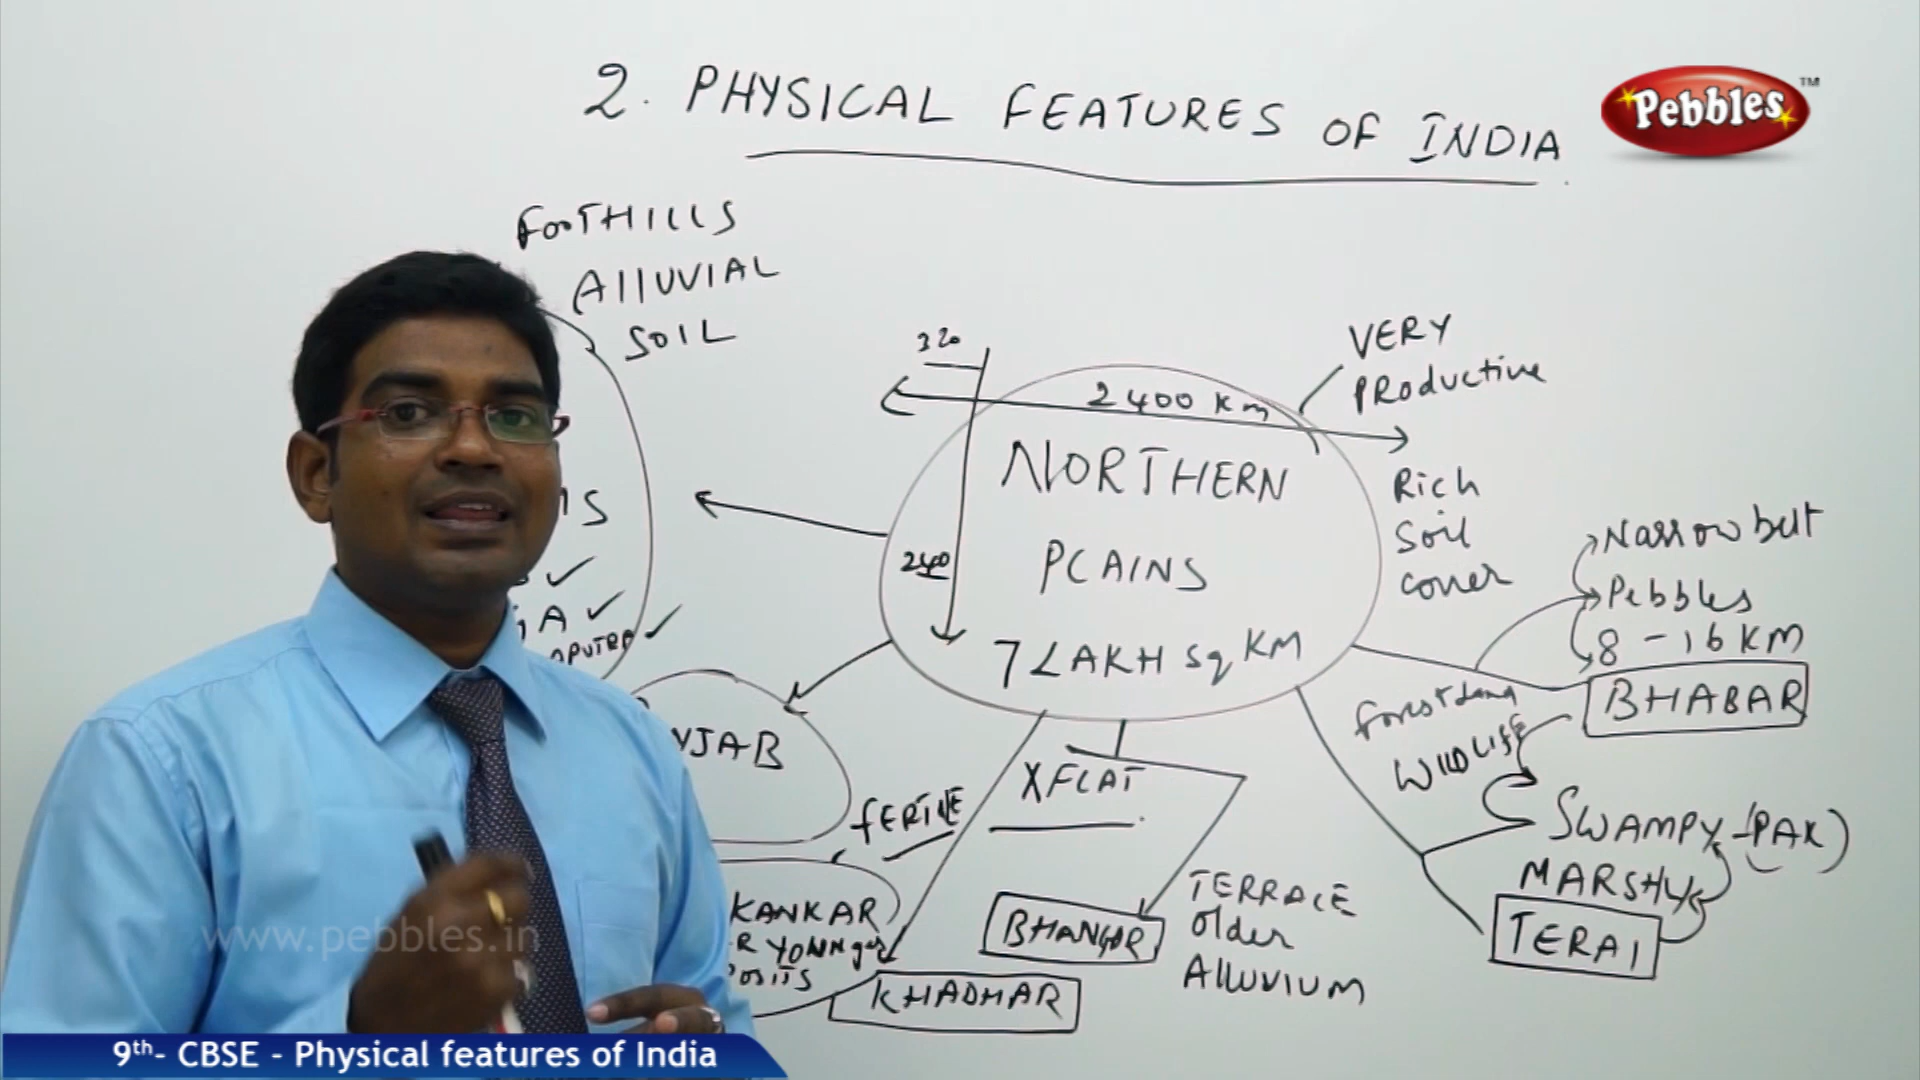 2. PHYSICAL FEATURES OF INDIA
Pebbles™
FOOTHILLS
AllUVIAL
SOIL
320
2400 Km
240
NORTHERN
PLAINS
7 LAKH Sq KM
VERY
PRoductive
Rich
Soil
cover
Narrow belt
Pebbles
8 - 16 KM
BHABAR
Forest
WildLife
SWAMPY - (PAK)
MARSHY
TERAI
X FLAT
BHANGAR
TERRACE
Older
AllUVIUM
KHADHAR
FERTILE
KANKAR
www.pebbles.in
9th- CBSE - Physical features of India